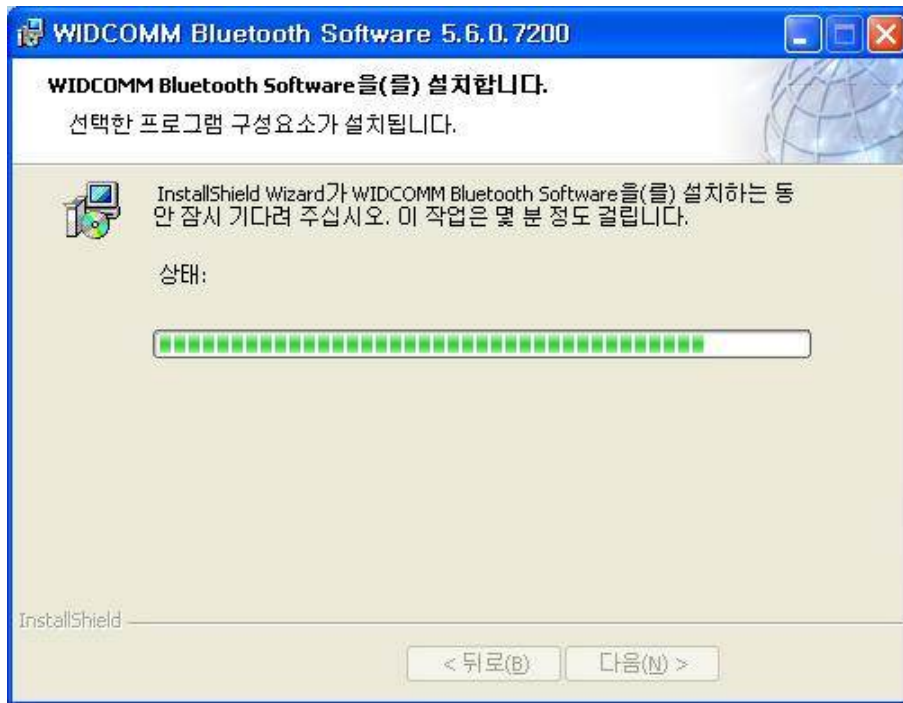 WIDCOMM Bluetooth Software 5.6.0.7200
WIDCOMM Bluetooth Software을(를) 설치합니다.
선택한 프로그램 구성요소가 설치됩니다.
InstallShield Wizard가 WIDCOMM Bluetooth Software을(를) 설치하는 동
안 잠시 기다려 주십시오. 이 작업은 몇 분 정도 걸립니다.
상태:
InstallShield
< 뒤로(B)
다음(N) >